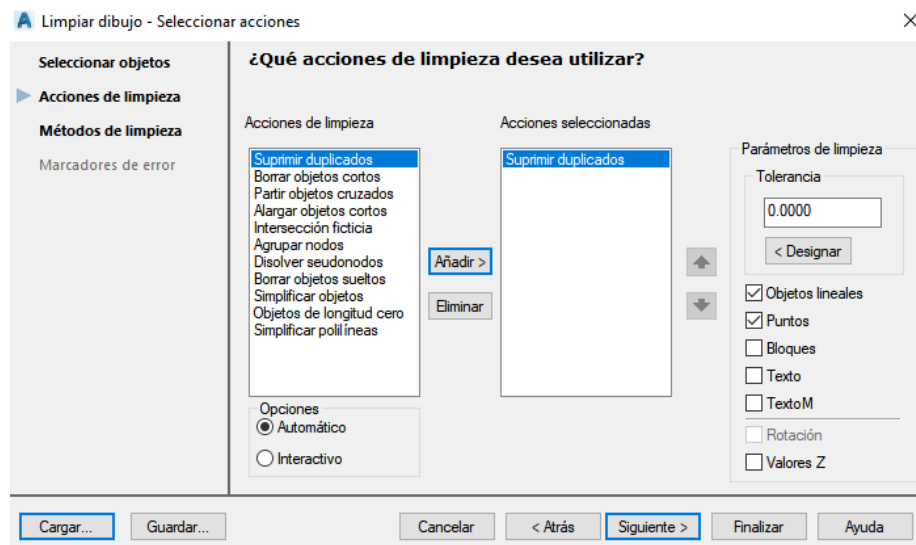 Limpiar dibujo - Seleccionar acciones
Seleccionar objetos
Acciones de limpieza
Métodos de limpieza
Marcadores de error
¿Qué acciones de limpieza desea utilizar?
Acciones de limpieza
Suprimir duplicados
Borrar objetos cortos
Partir objetos cruzados
Alargar objetos cortos
Intersección ficticia
Agrupar nodos
Disolver seudonodos
Borrar objetos sueltos
Simplificar objetos
Objetos de longitud cero
Simplificar polilíneas
Opciones
Automático
Interactivo
Añadir >
Eliminar
Acciones seleccionadas
Suprimir duplicados
Parámetros de limpieza
Tolerancia
0.0000
< Designar
Objetos lineales
Puntos
Bloques
Texto
TextoM
Rotación
Valores Z
Cargar...
Guardar...
Cancelar
< Atrás
Siguiente >
Finalizar
Ayuda